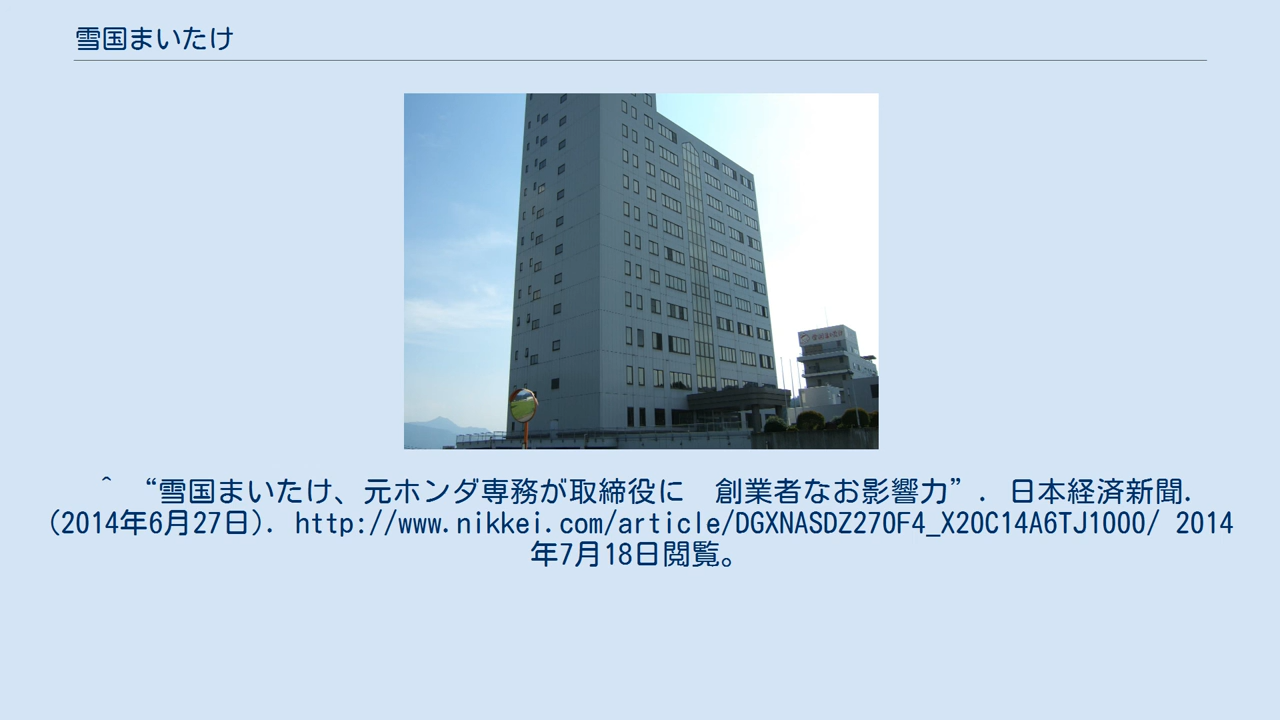 雪国まいたけ
^ “雪国まいたけ、元ホンダ専務が取締役に　創業者なお影響力”. 日本経済新聞.
(2014年6月27日). http://www.nikkei.com/article/DGXNASDZ270F4_X20C14A6TJ1000/ 2014
年7月18日閲覧。